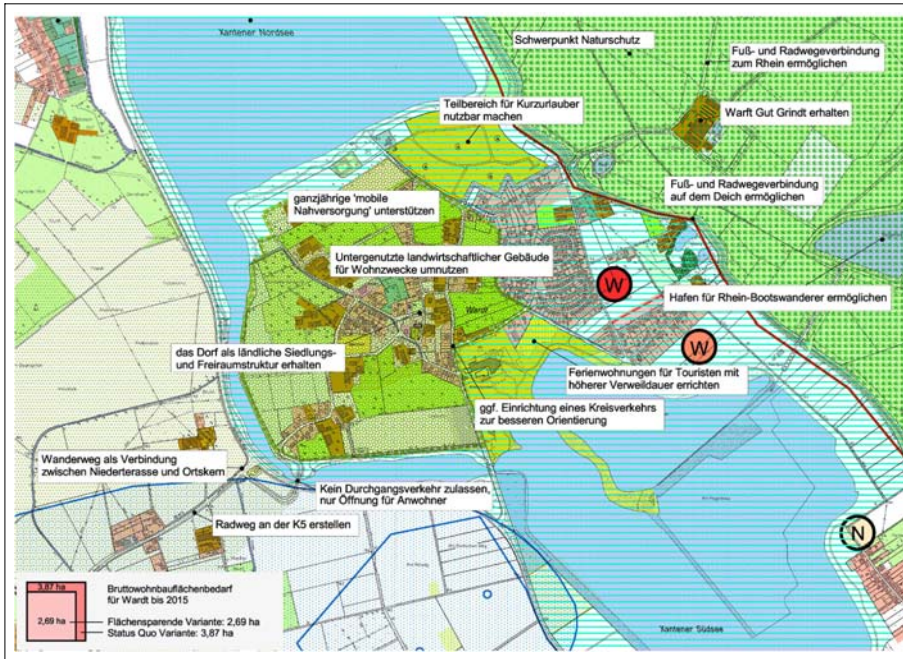 Xantener Nordsee
Schwerpunkt Naturschutz
Fuß- und Radwegeverbindung
zum Rhein ermöglichen
Teilbereich für Kurzurlauber
nutzbar machen
Warft Gut Grindt erhalten
ganzjährige 'mobile
Nahversorgung' unterstützen
Fuß- und Radwegeverbindung
auf dem Deich ermöglichen
Untergenutzte landwirtschaftlicher Gebäude
für Wohnzwecke umnutzen
W
Hafen für Rhein-Bootswanderer ermöglichen
Wardt
W
das Dorf als ländliche Siedlungs-
und Freiraumstruktur erhalten
Ferienwohnungen für Touristen mit
höherer Verweildauer errichten
ggf. Einrichtung eines Kreisverkehrs
zur besseren Orientierung
Wanderweg als Verbindung
zwischen Niederterasse und Ortskern
Kein Durchgangsverkehr zulassen,
nur Öffnung für Anwohner
Radweg an der K5 erstellen
N
3,87 ha
2,69 ha
Bruttowohnbauflächenbedarf
für Wardt bis 2015
Flächensparende Variante: 2,69 ha
Status Quo Variante: 3,87 ha
Xantener Südsee